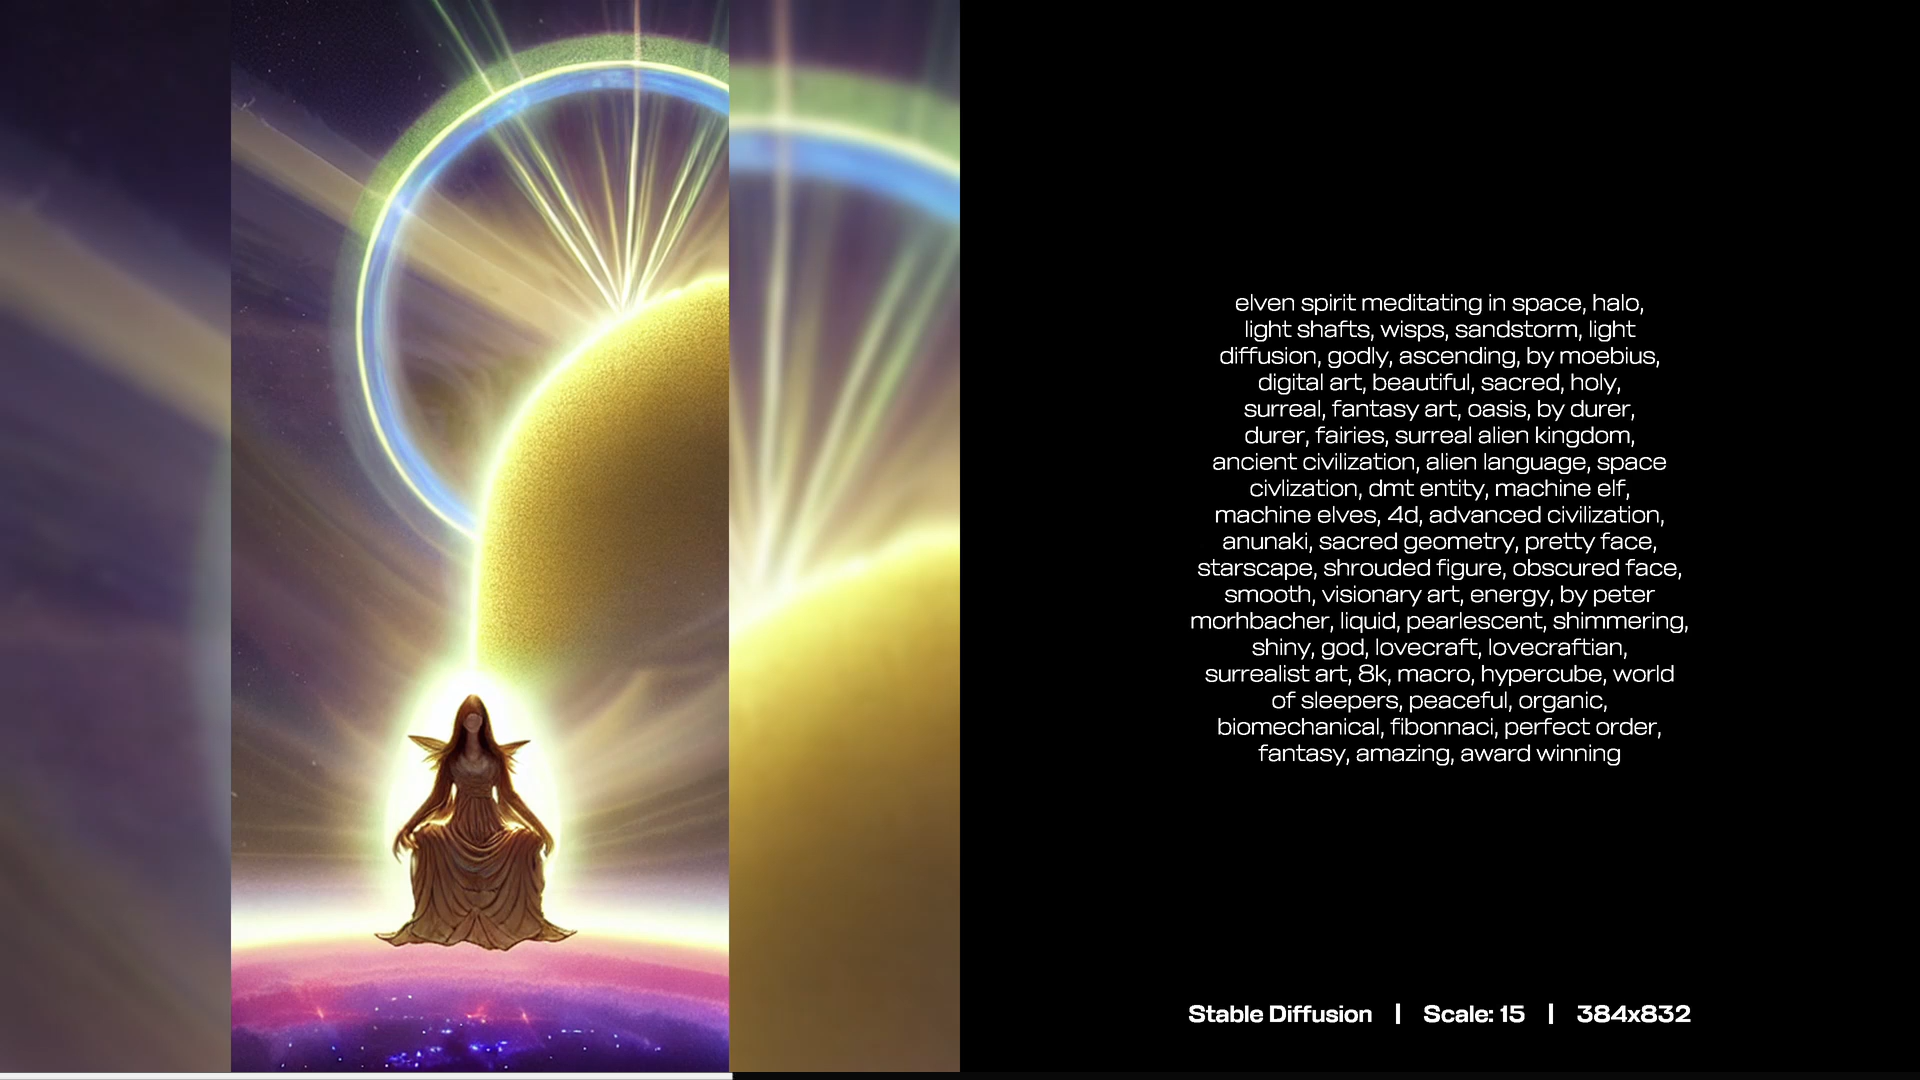 elven spirit meditating in space, halo,
light shafts, wisps, sandstorm, light
diffusion, godly, ascending, by moebius,
digital art, beautiful, sacred, holy,
surreal, fantasy art, oasis, by durer,
durer, fairies, surreal alien kingdom,
ancient civilization, alien language, space
civlization, dmt entity, machine elf,
machine elves, 4d, advanced civilization,
anunaki, sacred geometry, pretty face,
starscape, shrouded figure, obscured face,
smooth, visionary art, energy, by peter
morhbacher, liquid, pearlescent, shimmering,
shiny, god, lovecraft, lovecraftian,
surrealist art, 8k, macro, hypercube, world
of sleepers, peaceful, organic,
biomechanical, fibonnaci, perfect order,
fantasy, amazing, award winning
Stable Diffusion | Scale: 15 | 384x832